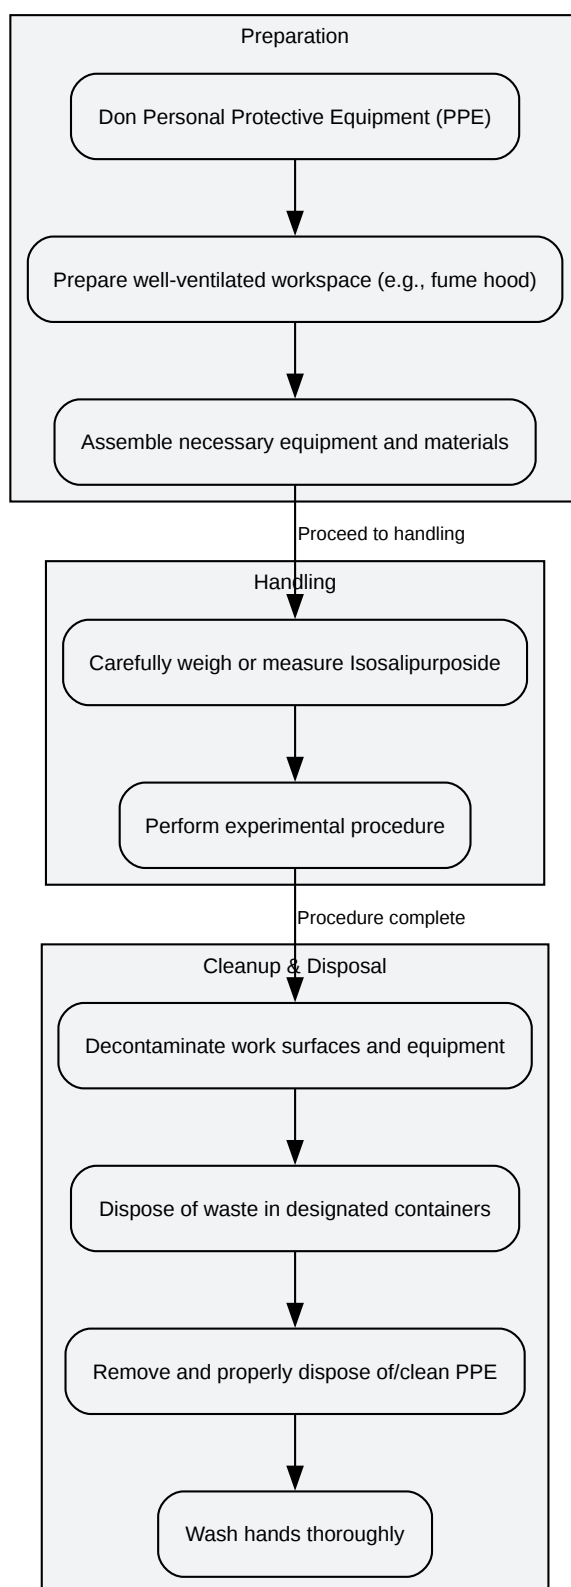 Preparation
Don Personal Protective Equipment (PPE)
Prepare well-ventilated workspace (e.g., fume hood)
Assemble necessary equipment and materials
Proceed to handling
Handling
Carefully weigh or measure Isosalipurposide
Perform experimental procedure
Procedure complete
Cleanup & Disposal
Decontaminate work surfaces and equipment
Dispose of waste in designated containers
Remove and properly dispose of/clean PPE
Wash hands thoroughly